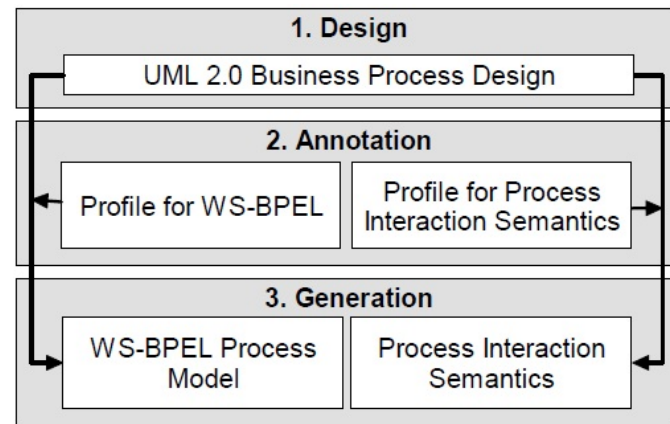 1. Design
UML 2.0 Business Process Design
2. Annotation
Profile for WS-BPEL
Profile for Process
Interaction Semantics
3. Generation
WS-BPEL Process
Model
Process Interaction
Semantics